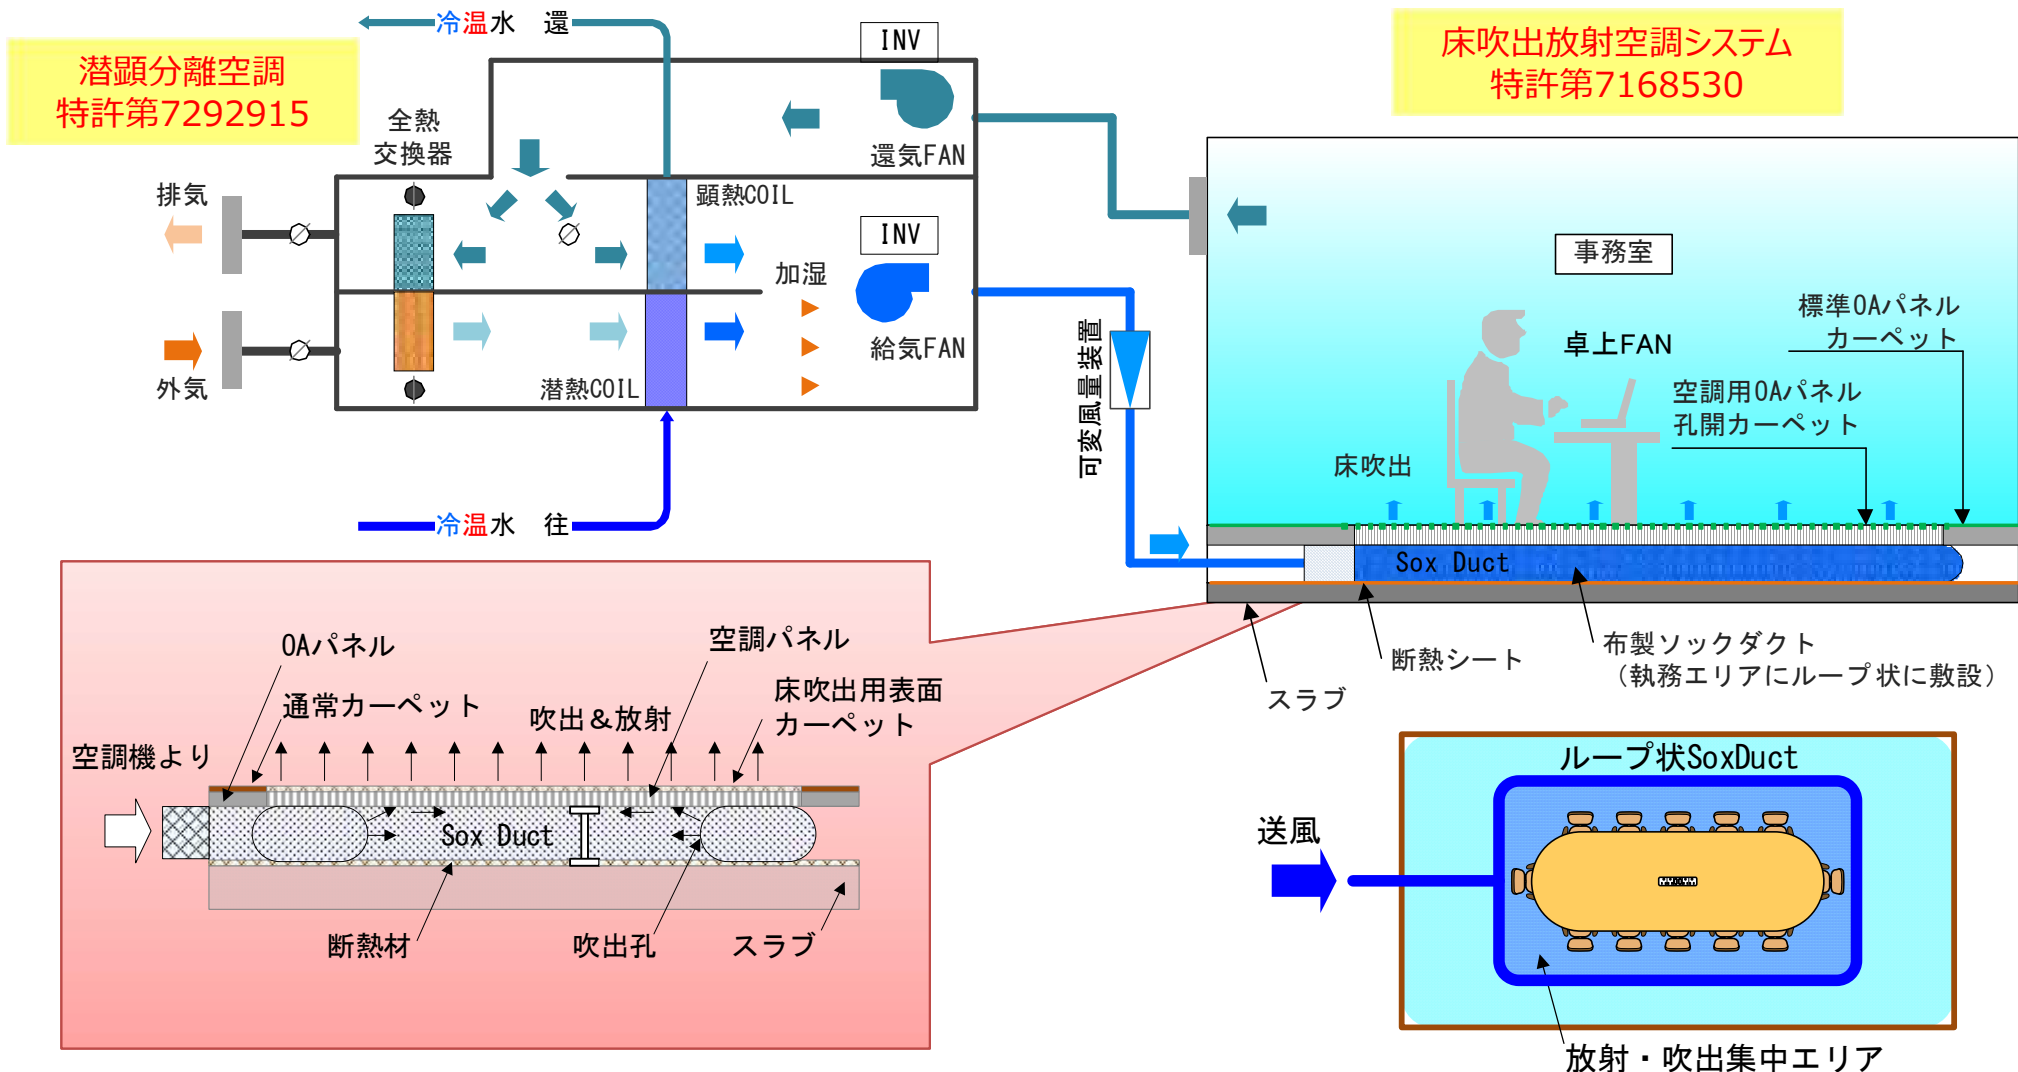 冷温水　還
潜顕分離空調
特許第7292915
INV
床吹出放射空調システム
特許第7168530
全熱
交換器
還気FAN
排気
顕熱COIL
INV
事務室
加湿
標準OAパネル
カーペット
卓上FAN
給気FAN
外気
潜熱COIL
可変風量装置
空調用OAパネル
孔開カーペット
床吹出
冷温水　往
Sox Duct
OAパネル
空調パネル
断熱シート
布製ソックダクト
（執務エリアにループ状に敷設）
スラブ
通常カーペット
床吹出用表面
カーペット
吹出＆放射
空調機より
ループ状SoxDuct
Sox Duct
送風
断熱材
吹出孔
スラブ
放射・吹出集中エリア